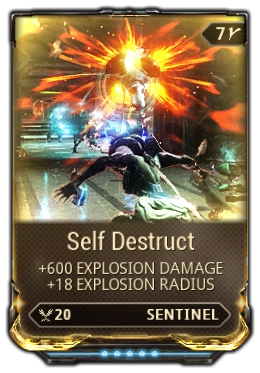 7
Self Destruct
+600 EXPLOSION DAMAGE
+18 EXPLOSION RADIUS
20 SENTINEL